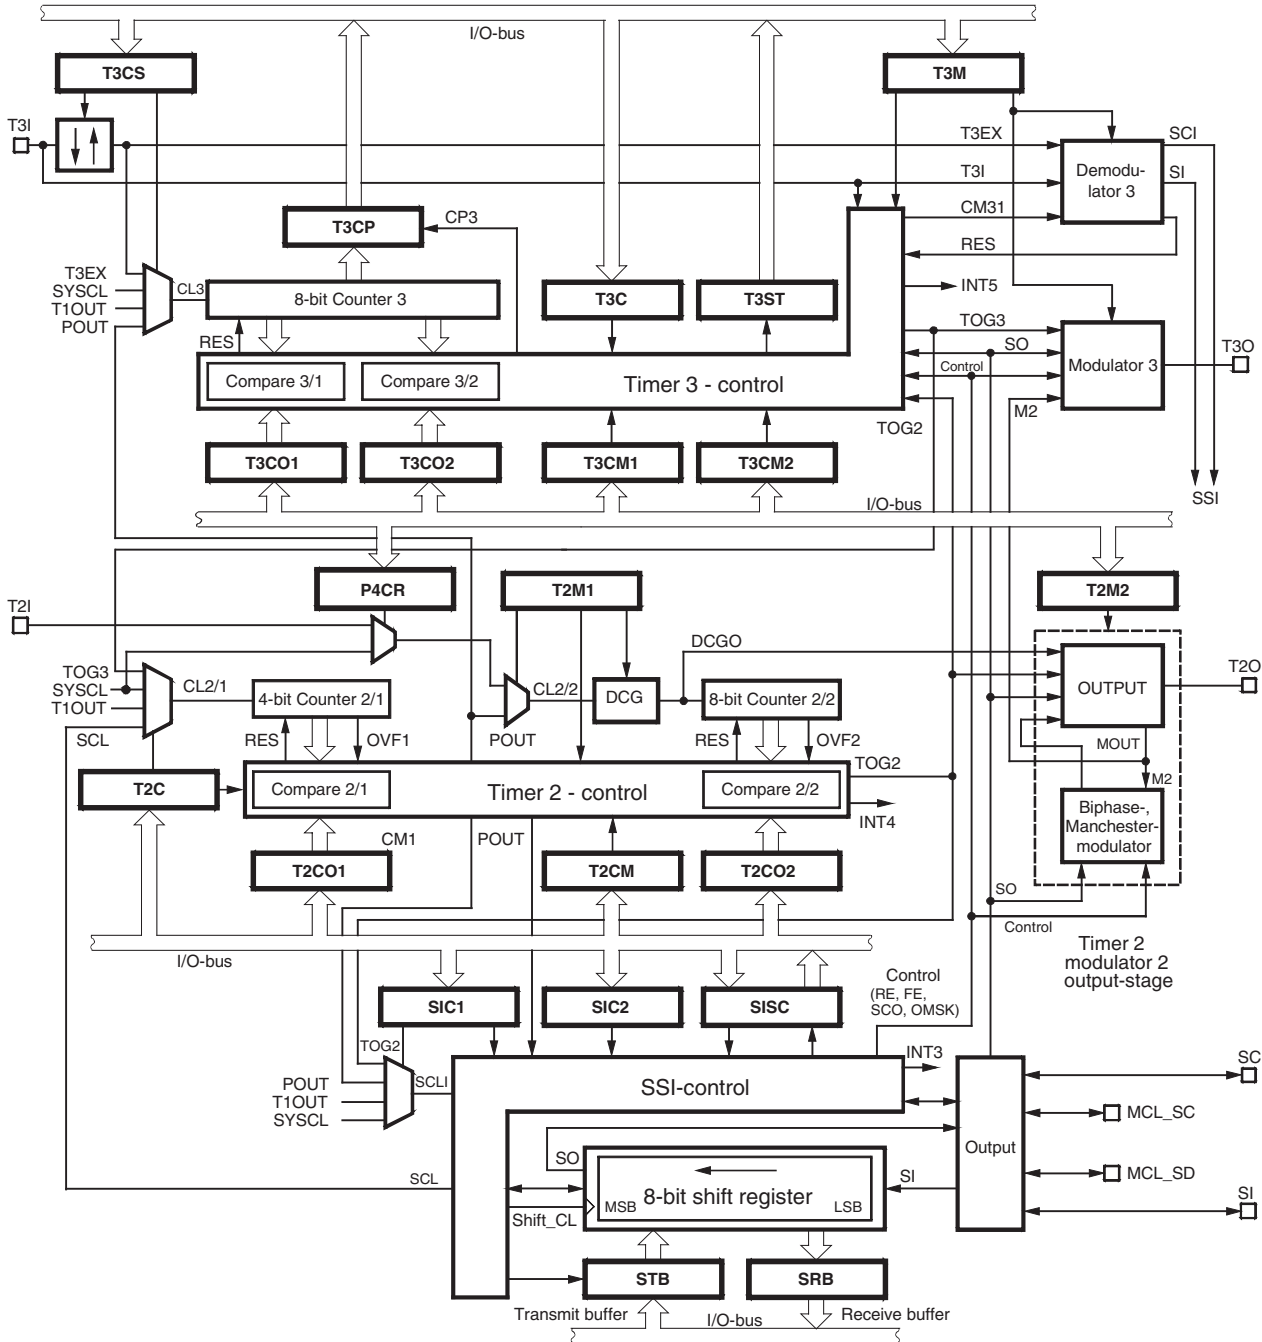 I/O-bus
T3CS
T3M
T3I
T3EX
SCI
Demodu-
lator 3
T3I
SI
T3CP
CP3
CM31
RES
T3EX
SYSCL
T1OUT
POUT
CL3
8-bit Counter 3
T3C
T3ST
INT5
RES
TOG3
SO
Control
Modulator 3
T3O
Compare 3/1
Compare 3/2
Timer 3 - control
M2
TOG2
T3CO1
T3CO2
T3CM1
T3CM2
SSI
I/O-bus
P4CR
T2M1
T2M2
T2I
DCGO
TOG3
SYSCL
T1OUT
SCL
CL2/1
4-bit Counter 2/1
CL2/2
DCG
8-bit Counter 2/2
OUTPUT
T2O
RES
OVF1
POUT
RES
OVF2
MOUT
T2C
Compare 2/1
Timer 2 - control
Compare 2/2
TOG2
M2
INT4
Biphase-,
Manchester-
modulator
CM1
POUT
T2CO1
T2CM
T2CO2
SO
Control
I/O-bus
Timer 2
modulator 2
output-stage
SIC1
SIC2
SISC
Control
(RE, FE,
SCO, OMSK)
TOG2
POUT
T1OUT
SYSCL
SCLI
SSI-control
INT3
SC
MCL_SC
Output
SO
SCL
8-bit shift register
MSB
LSB
SI
MCL_SD
SI
Shift_CL
STB
SRB
Transmit buffer
I/O-bus
Receive buffer